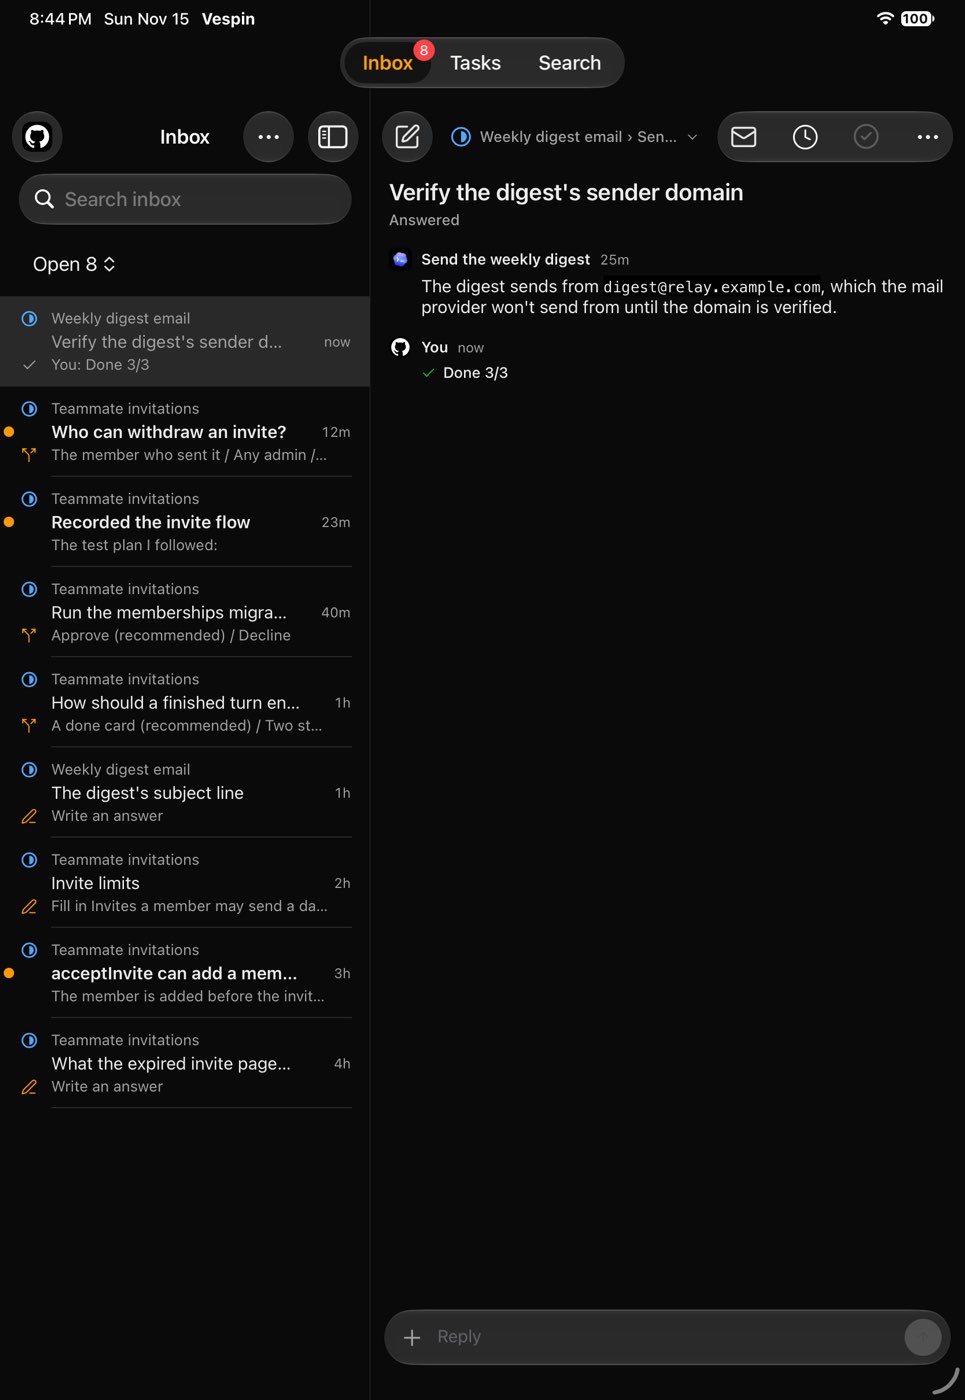 8:44 PM Sun Nov 15 Vespin
100
Inbox 8 Tasks Search
Inbox
Search inbox
Open 8
Weekly digest email
Verify the digest's sender d... now
You: Done 3/3
Teammate invitations
Who can withdraw an invite? 12m
The member who sent it / Any admin /...
Teammate invitations
Recorded the invite flow 23m
The test plan I followed:
Teammate invitations
Run the memberships migra... 40m
Approve (recommended) / Decline
Teammate invitations
How should a finished turn en... 1h
A done card (recommended) / Two st...
Weekly digest email
The digest's subject line 1h
Write an answer
Teammate invitations
Invite limits 2h
Fill in Invites a member may send a da...
Teammate invitations
acceptInvite can add a mem... 3h
The member is added before the invit...
Teammate invitations
What the expired invite page... 4h
Write an answer
Weekly digest email › Sen...
Verify the digest's sender domain
Answered
Send the weekly digest 25m
The digest sends from digest@relay.example.com, which the mail
provider won't send from until the domain is verified.
You now
Done 3/3
Reply